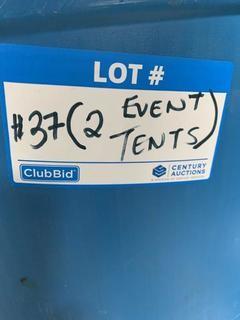 LOT #
#37 (2 EVENT
TENTS)
ClubBid
CENTURY
AUCTIONS